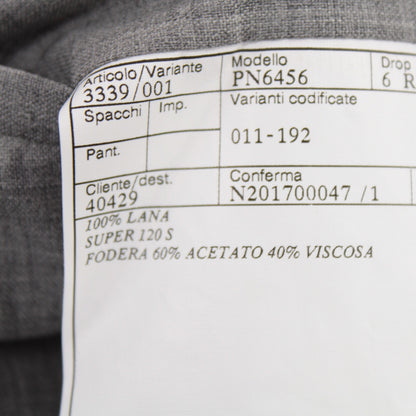 Articolo/Variante Modello Drop
3339/001 PN6456 6 R
Spacchi Imp. Varianti codificate
Pant. 011-192
Cliente/dest. Conferma
40429 N201700047 /1
100% LANA
SUPER 120 S
FODERA 60% ACETATO 40% VISCOSA